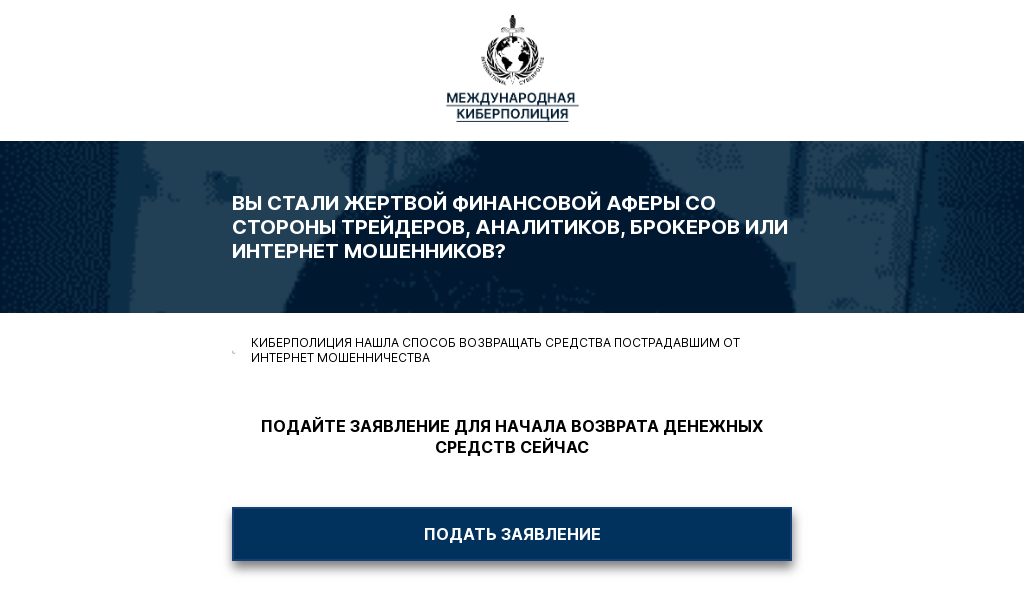 INTERNATIONAL CYBERPOLICE
МЕЖДУНАРОДНАЯ
КИБЕРПОЛИЦИЯ
ВЫ СТАЛИ ЖЕРТВОЙ ФИНАНСОВОЙ АФЕРЫ СО
СТОРОНЫ ТРЕЙДЕРОВ, АНАЛИТИКОВ, БРОКЕРОВ ИЛИ
ИНТЕРНЕТ МОШЕННИКОВ?
КИБЕРПОЛИЦИЯ НАШЛА СПОСОБ ВОЗВРАЩАТЬ СРЕДСТВА ПОСТРАДАВШИМ ОТ
ИНТЕРНЕТ МОШЕННИЧЕСТВА
ПОДАЙТЕ ЗАЯВЛЕНИЕ ДЛЯ НАЧАЛА ВОЗВРАТА ДЕНЕЖНЫХ
СРЕДСТВ СЕЙЧАС
ПОДАТЬ ЗАЯВЛЕНИЕ